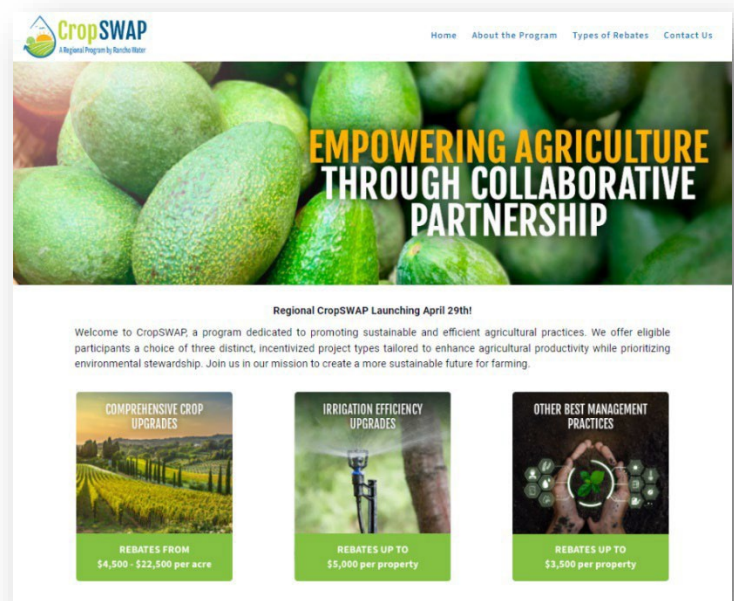 CropSWAP
A Regional Program by Rancho Water
Home About the Program Types of Rebates Contact Us
EMPOWERING AGRICULTURE
THROUGH COLLABORATIVE
PARTNERSHIP
Regional CropSWAP Launching April 29th!
Welcome to CropSWAP, a program dedicated to promoting sustainable and efficient agricultural practices. We offer eligible
participants a choice of three distinct, incentivized project types tailored to enhance agricultural productivity while prioritizing
environmental stewardship. Join us in our mission to create a more sustainable future for farming.
COMPREHENSIVE CROP
UPGRADES
REBATES FROM
$4,500 - $22,500 per acre
IRRIGATION EFFICIENCY
UPGRADES
REBATES UP TO
$5,000 per property
OTHER BEST MANAGEMENT
PRACTICES
REBATES UP TO
$3,500 per property